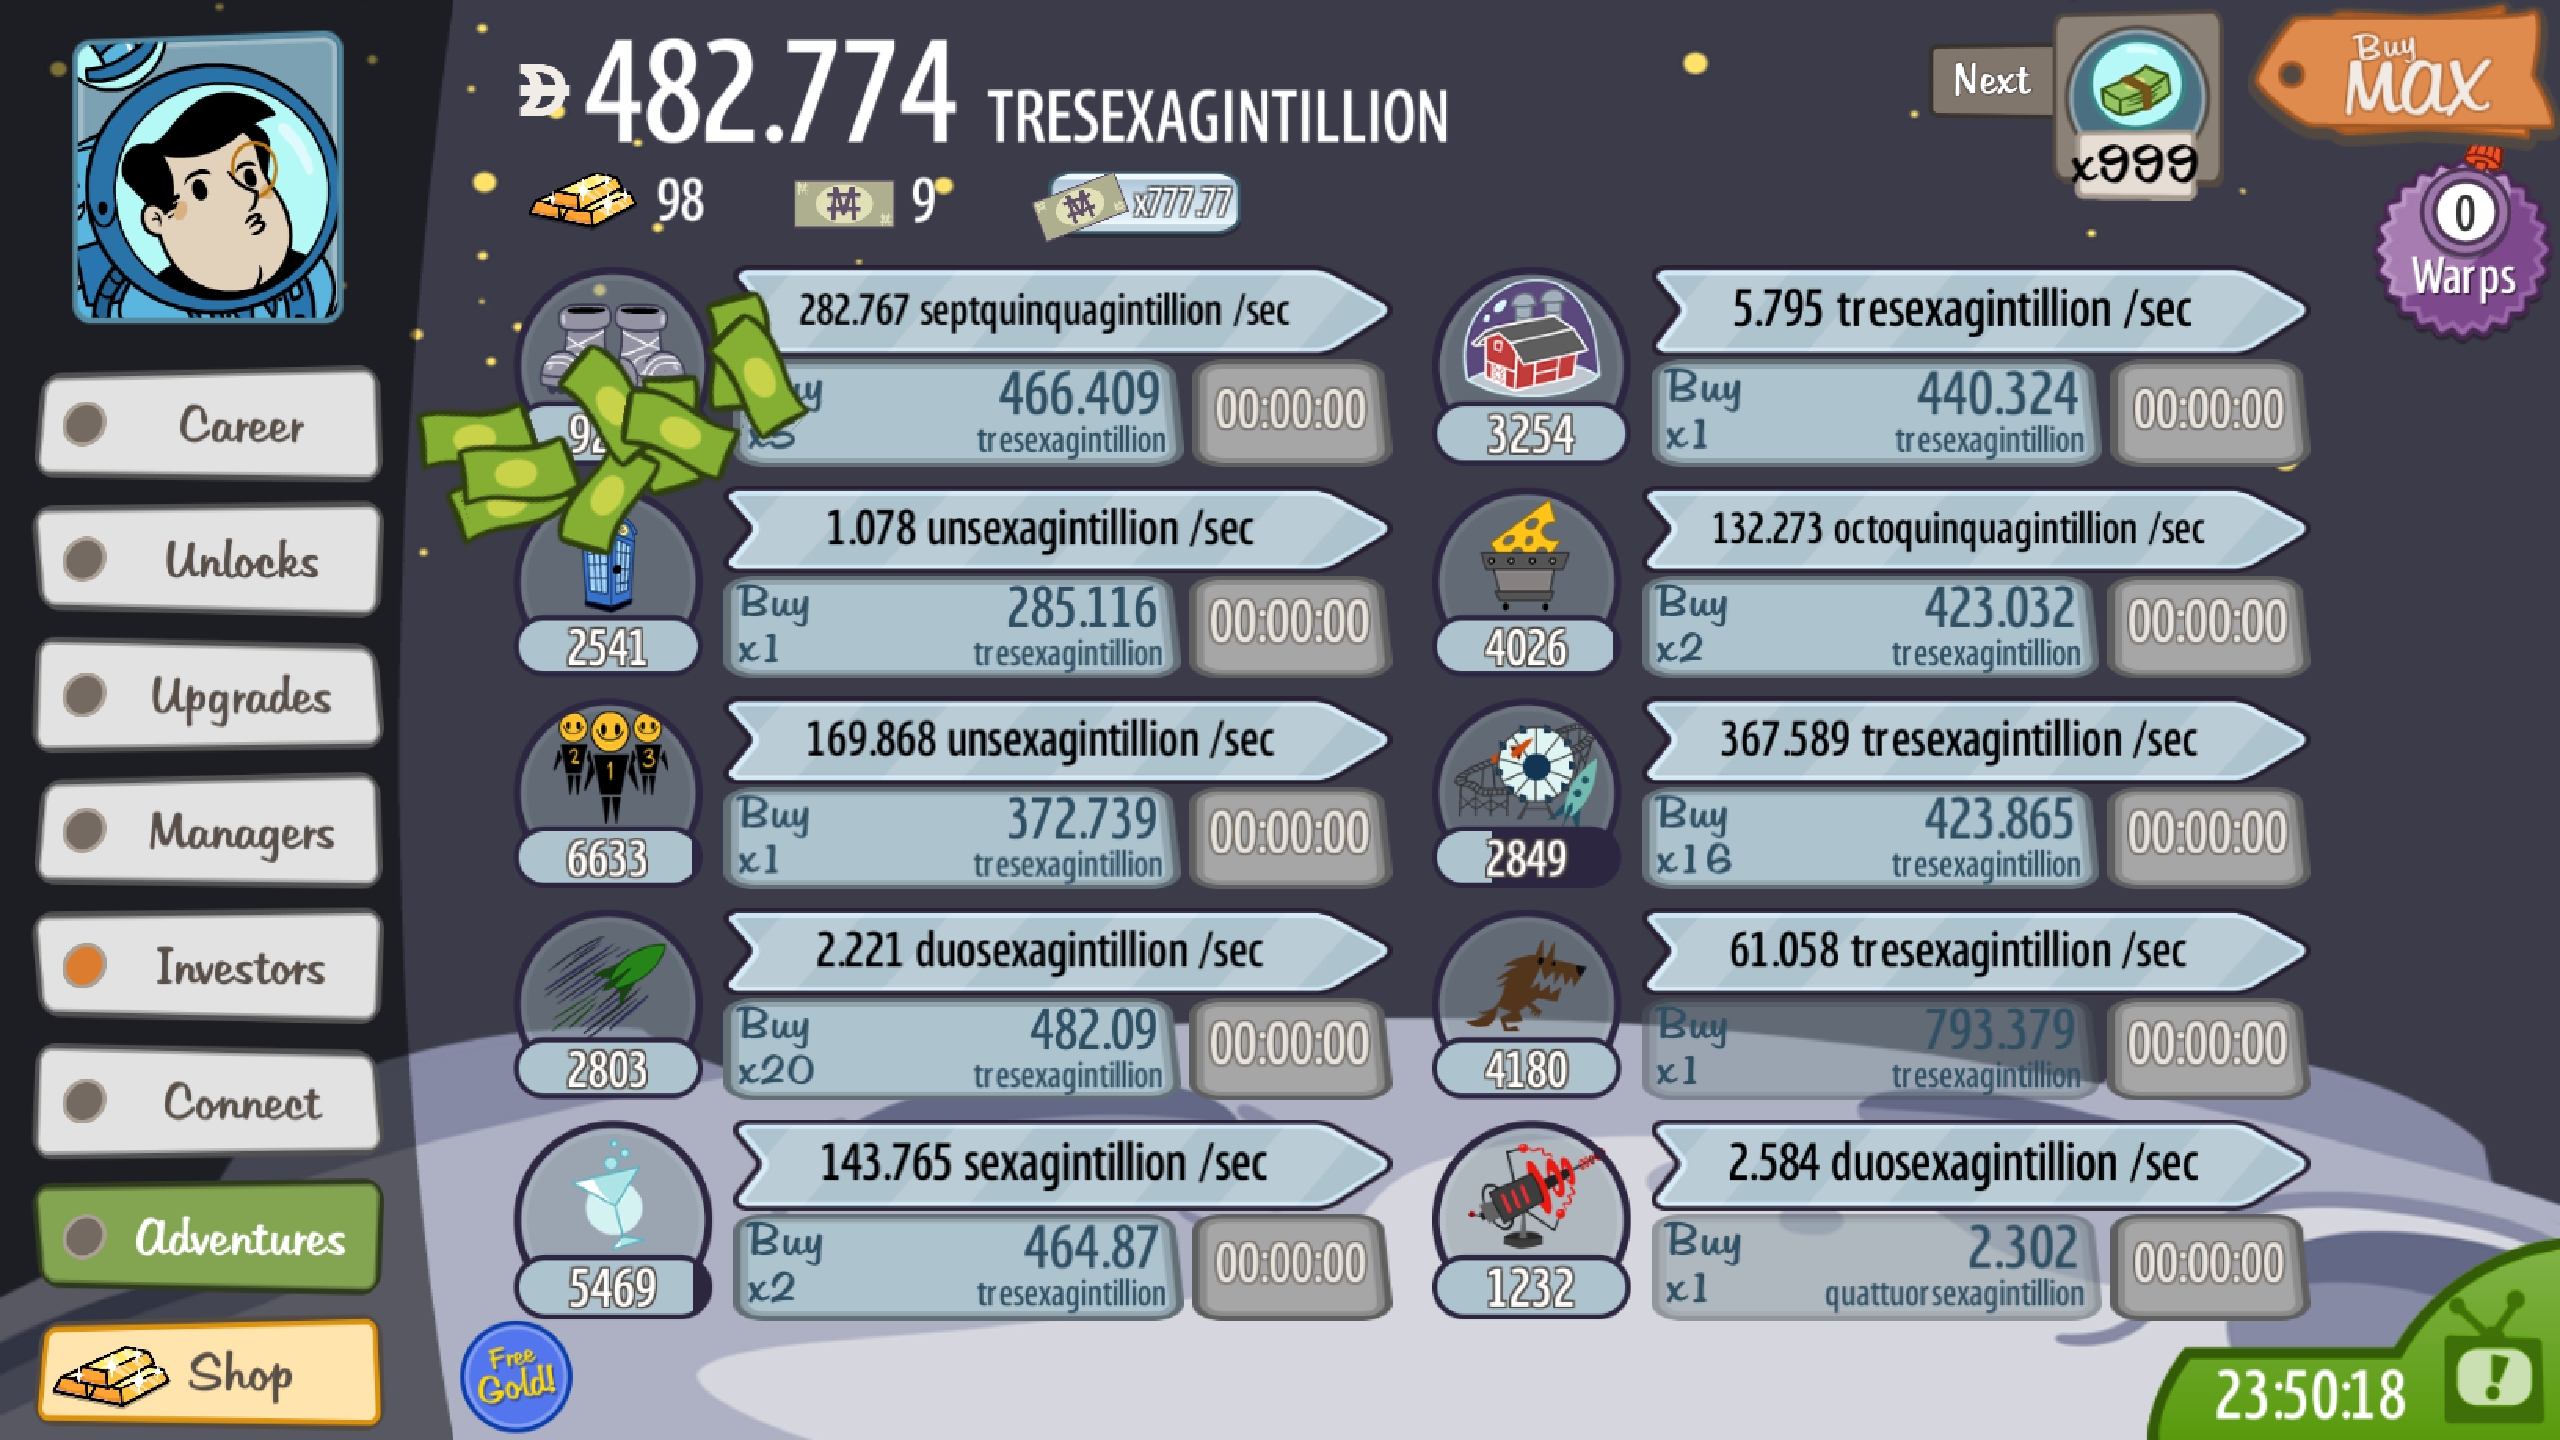 482.774 TRESEXAGINTILLION
Next
x999
Buy
MAX
98
9
x777.77
0
Warps
Career
Unlocks
Upgrades
Managers
Investors
Connect
Adventures
Shop
282.767 septquinquagintillion /sec
466.409
tresexagintillion
00:00:00
5.795 tresexagintillion /sec
3254
Buy
x1
440.324
tresexagintillion
00:00:00
1.078 unsexagintillion /sec
2541
Buy
x1
285.116
tresexagintillion
00:00:00
132.273 octoquinquagintillion /sec
4026
Buy
x2
423.032
tresexagintillion
00:00:00
2 1 3
169.868 unsexagintillion /sec
6633
Buy
x1
372.739
tresexagintillion
00:00:00
367.589 tresexagintillion /sec
2849
Buy
x16
423.865
tresexagintillion
00:00:00
2.221 duosexagintillion /sec
2803
Buy
x20
482.09
tresexagintillion
00:00:00
61.058 tresexagintillion /sec
4180
Buy
x1
793.379
tresexagintillion
00:00:00
143.765 sexagintillion /sec
5469
Buy
x2
464.87
tresexagintillion
00:00:00
2.584 duosexagintillion /sec
1232
Buy
x1
2.302
quattuorsexagintillion
00:00:00
Free
Gold!
23:50:18
!